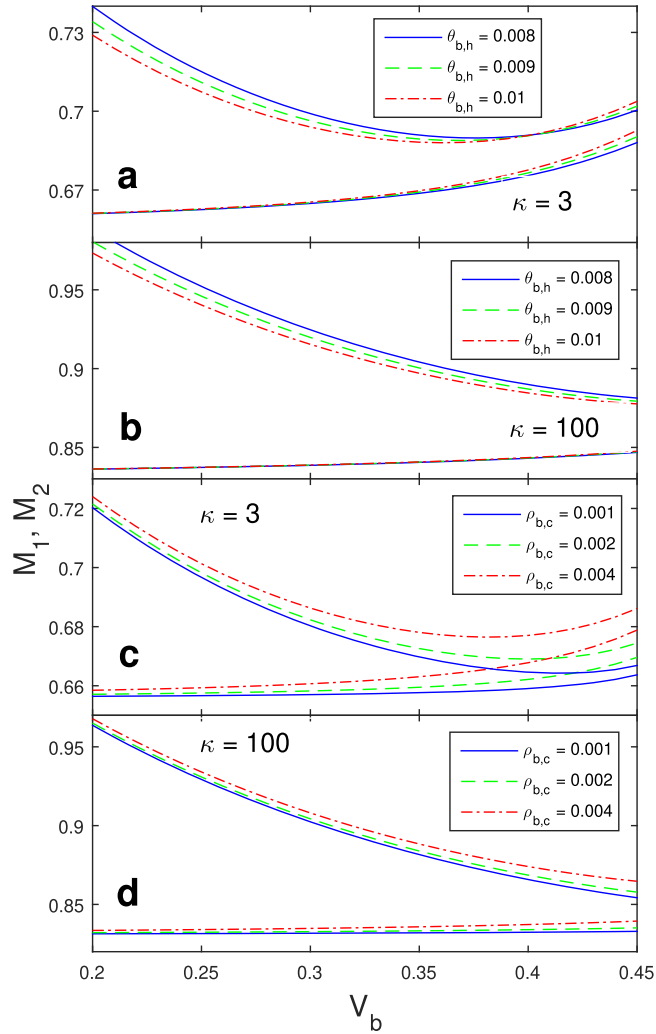 0.73
0.7
0.67
θb,h = 0.008
θb,h = 0.009
θb,h = 0.01
a
κ = 3
0.95
0.9
0.85
θb,h = 0.008
θb,h = 0.009
θb,h = 0.01
b
κ = 100
M1, M2
0.72
0.7
0.68
0.66
κ = 3
ρb,c = 0.001
ρb,c = 0.002
ρb,c = 0.004
c
0.95
0.9
0.85
κ = 100
ρb,c = 0.001
ρb,c = 0.002
ρb,c = 0.004
d
0.2 0.25 0.3 0.35 0.4 0.45
Vb